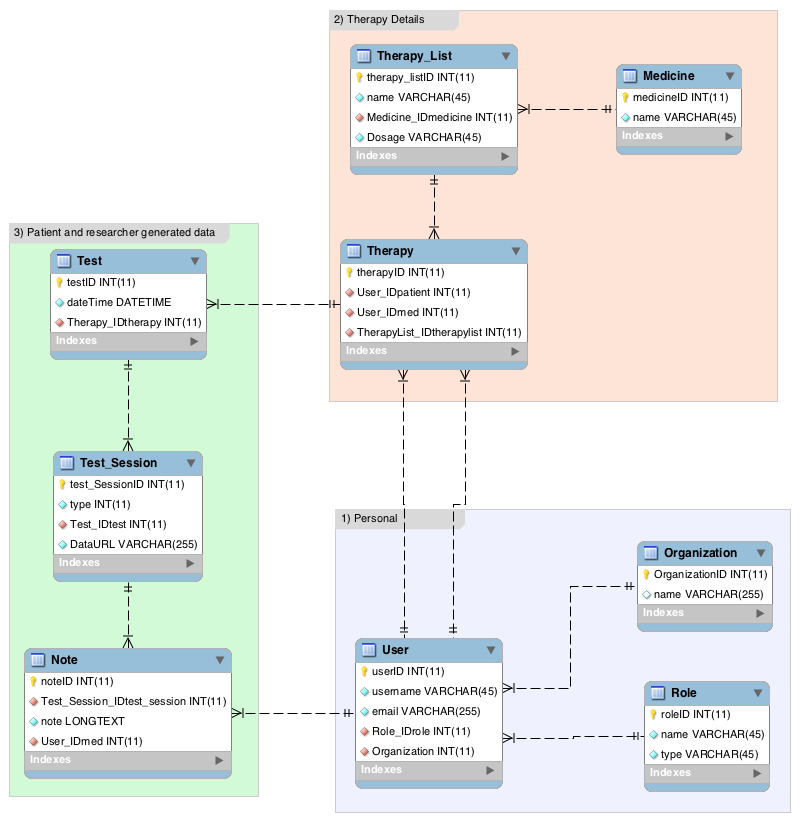 2) Therapy Details
Therapy_List
therapy_listID INT(11)
name VARCHAR(45)
Medicine_IDmedicine INT(11)
Dosage VARCHAR(45)
Indexes
Medicine
medicineID INT(11)
name VARCHAR(45)
Indexes
Therapy
therapyID INT(11)
User_IDpatient INT(11)
User_IDmed INT(11)
TherapyList_IDtherapylist INT(11)
Indexes
3) Patient and researcher generated data
Test
testID INT(11)
dateTime DATETIME
Therapy_IDtherapy INT(11)
Indexes
Test_Session
test_SessionID INT(11)
type INT(11)
Test_IDtest INT(11)
DataURL VARCHAR(255)
Indexes
Note
noteID INT(11)
Test_Session_IDtest_session INT(11)
note LONGTEXT
User_IDmed INT(11)
Indexes
1) Personal
User
userID INT(11)
username VARCHAR(45)
email VARCHAR(255)
Role_IDrole INT(11)
Organization INT(11)
Indexes
Organization
OrganizationID INT(11)
name VARCHAR(255)
Indexes
Role
roleID INT(11)
name VARCHAR(45)
type VARCHAR(45)
Indexes